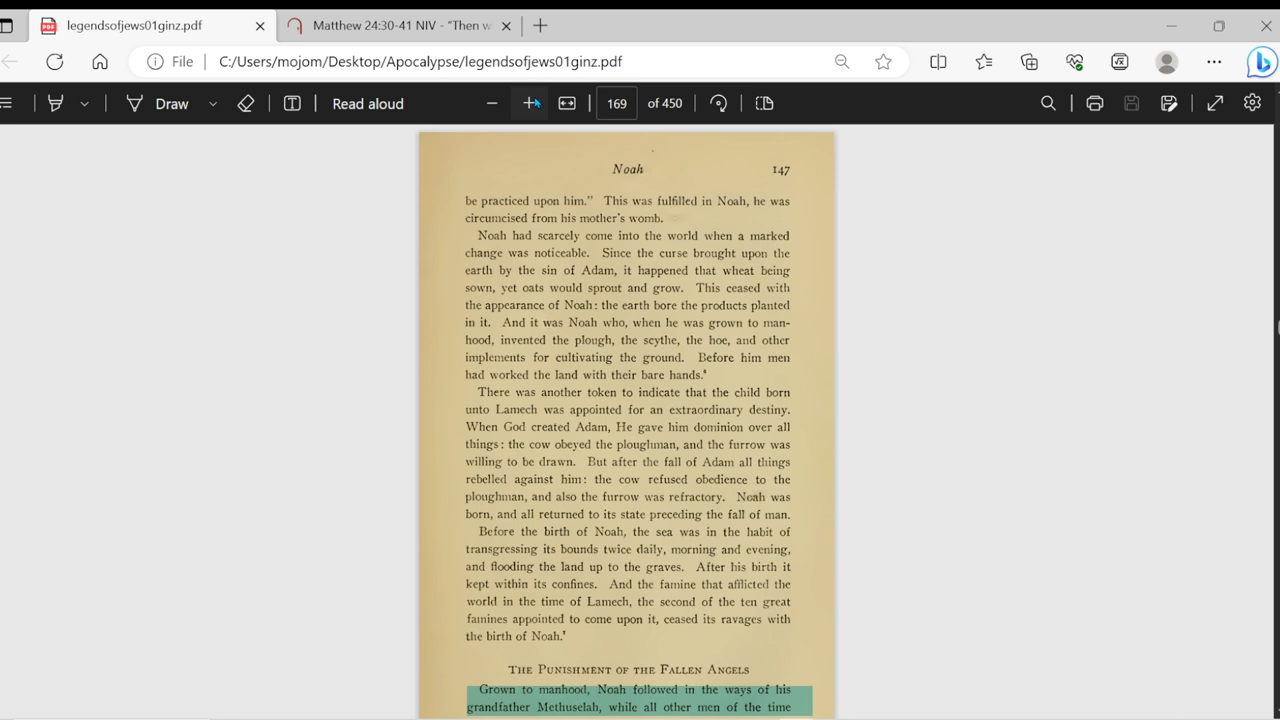 legendsofjews01ginz.pdf
Matthew 24:30-41 NIV - "Then w
File
C:/Users/mojom/Desktop/Apocalypse/legendsofjews01ginz.pdf
Draw
Read aloud
169 of 450
Noah 147
be practiced upon him." This was fulfilled in Noah, he was
circumcised from his mother's womb.
Noah had scarcely come into the world when a marked
change was noticeable. Since the curse brought upon the
earth by the sin of Adam, it happened that wheat being
sown, yet oats would sprout and grow. This ceased with
the appearance of Noah: the earth bore the products planted
in it. And it was Noah who, when he was grown to man-
hood, invented the plough, the scythe, the hoe, and other
implements for cultivating the ground. Before him men
had worked the land with their bare hands.⁶
There was another token to indicate that the child born
unto Lamech was appointed for an extraordinary destiny.
When God created Adam, He gave him dominion over all
things: the cow obeyed the ploughman, and the furrow was
willing to be drawn. But after the fall of Adam all things
rebelled against him: the cow refused obedience to the
ploughman, and also the furrow was refractory. Noah was
born, and all returned to its state preceding the fall of man.
Before the birth of Noah, the sea was in the habit of
transgressing its bounds twice daily, morning and evening,
and flooding the land up to the graves. After his birth it
kept within its confines. And the famine that afflicted the
world in the time of Lamech, the second of the ten great
famines appointed to come upon it, ceased its ravages with
the birth of Noah.⁷
The Punishment of the Fallen Angels
Grown to manhood, Noah followed in the ways of his
grandfather Methuselah, while all other men of the time